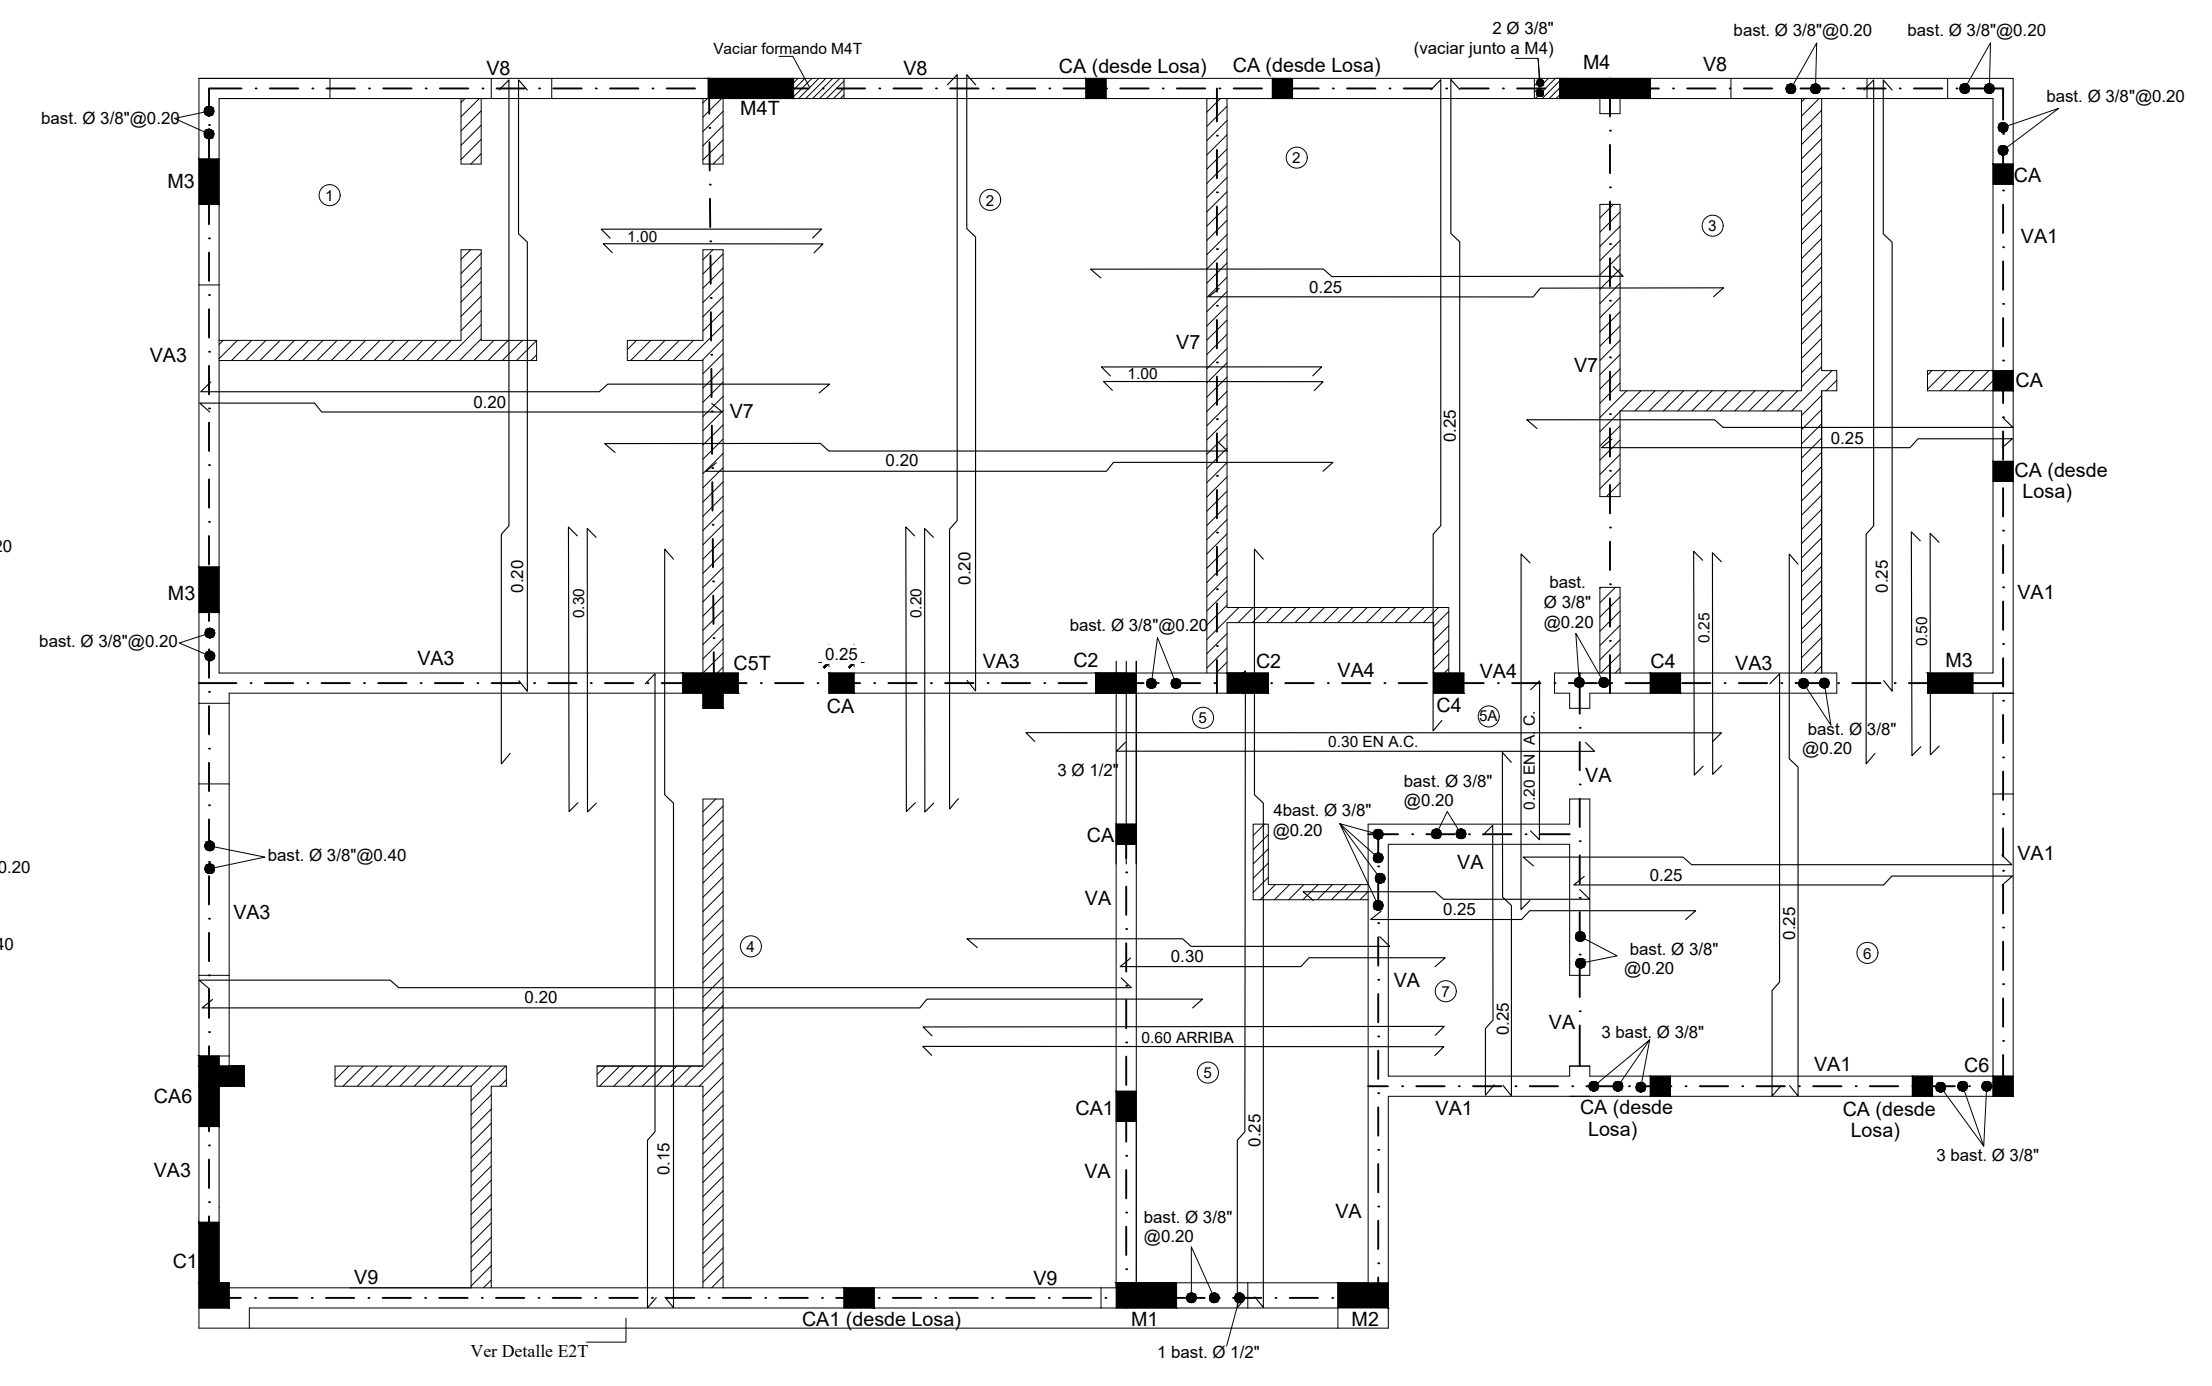 2 Ø 3/8"
(vaciar junto a M4)
bast. Ø 3/8"@0.20
bast. Ø 3/8"@0.20
Vaciar formando M4T
V8
V8
CA (desde Losa)
CA (desde Losa)
M4
V8
M4T
bast. Ø 3/8"@0.20
bast. Ø 3/8"@0.20
M3
1
2
2
3
CA
VA1
1.00
0.25
V7
V7
VA3
1.00
CA
0.20
V7
0.25
0.25
0.20
CA (desde
Losa)
20
0.20
0.30
0.20
0.20
0.25
0.50
M3
bast.
Ø 3/8"
@0.20
VA1
bast. Ø 3/8"@0.20
bast. Ø 3/8"@0.20
VA3
C5T
0.25
VA3
C2
C2
VA4
VA4
C4
VA3
M3
CA
5
C4
5A
bast. Ø 3/8"
@0.20
0.30 EN A.C.
0.20 EN A.C.
3 Ø 1/2"
VA
bast. Ø 3/8"
@0.20
4bast. Ø 3/8"
@0.20
CA
VA
VA1
bast. Ø 3/8"@0.40
0.20
0.25
VA
VA3
0.25
0.25
40
4
0.30
bast. Ø 3/8"
@0.20
6
VA
7
0.20
0.25
VA
0.60 ARRIBA
3 bast. Ø 3/8"
5
VA1
C6
CA6
CA1
VA1
CA (desde
Losa)
CA (desde
Losa)
0.25
0.15
3 bast. Ø 3/8"
VA3
VA
VA
bast. Ø 3/8"
@0.20
C1
V9
V9
CA1 (desde Losa)
M1
M2
Ver Detalle E2T
1 bast. Ø 1/2"